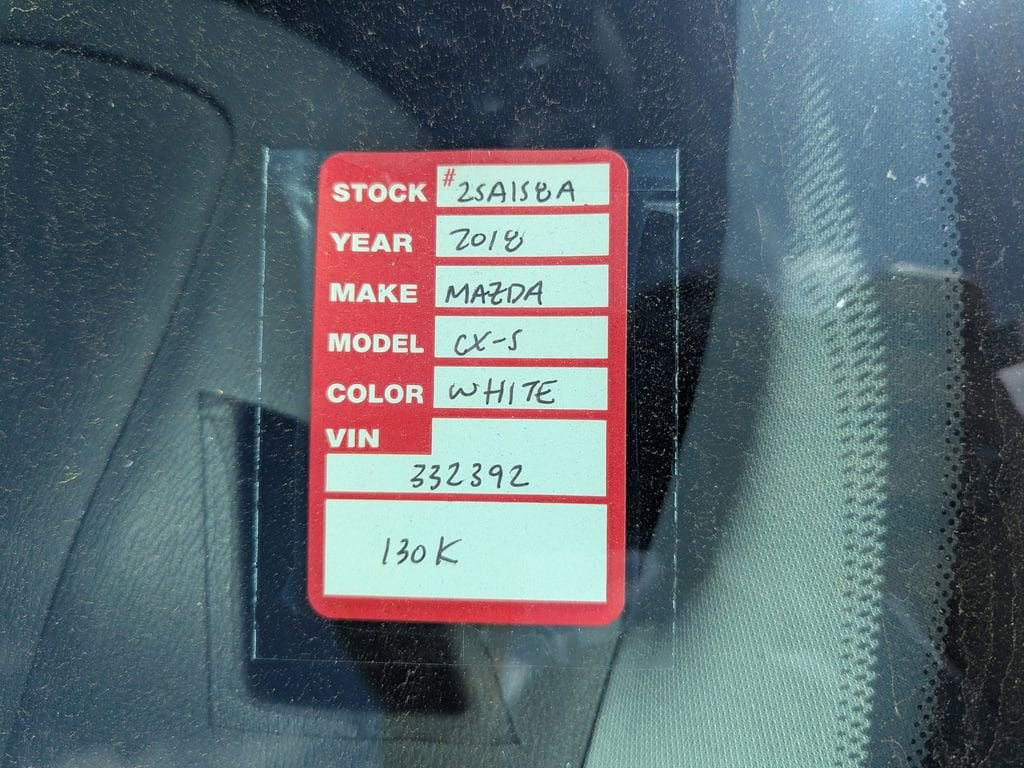 STOCK #25A158A
YEAR 2018
MAKE MAZDA
MODEL CX-5
COLOR WHITE
VIN
332392
130K